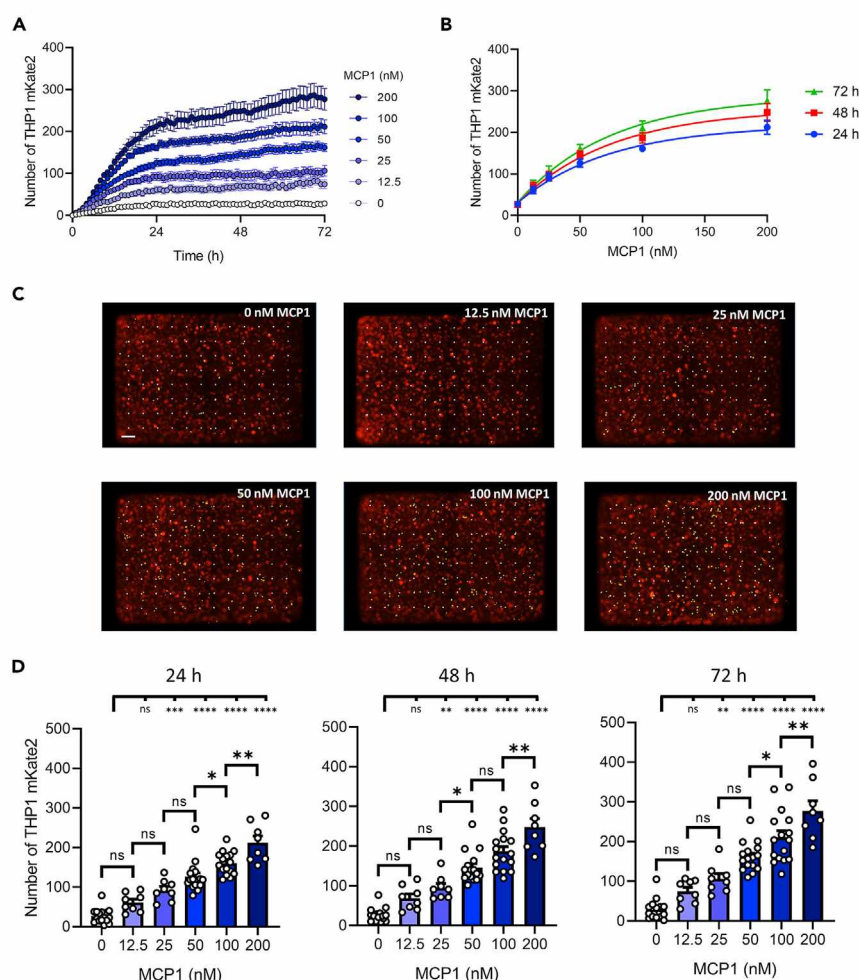 A
Number of THP1 mKate2
400
300
200
100
0
0 24 48 72
Time (h)
MCP1 (nM)
200
100
50
25
12.5
0
B
Number of THP1 mKate2
400
300
200
100
0
0 50 100 150 200
MCP1 (nM)
72 h
48 h
24 h
C
0 nM MCP1
12.5 nM MCP1
25 nM MCP1
50 nM MCP1
100 nM MCP1
200 nM MCP1
D
24 h
ns *** **** **** ****
Number of THP1 mKate2
500
400
300
200
100
0
ns ns ns * **
0 12.5 25 50 100 200
MCP1 (nM)
48 h
ns ** **** **** ****
500
400
300
200
100
0
ns ns * ns **
0 12.5 25 50 100 200
MCP1 (nM)
72 h
ns ** **** **** ****
500
400
300
200
100
0
ns ns ns * **
0 12.5 25 50 100 200
MCP1 (nM)